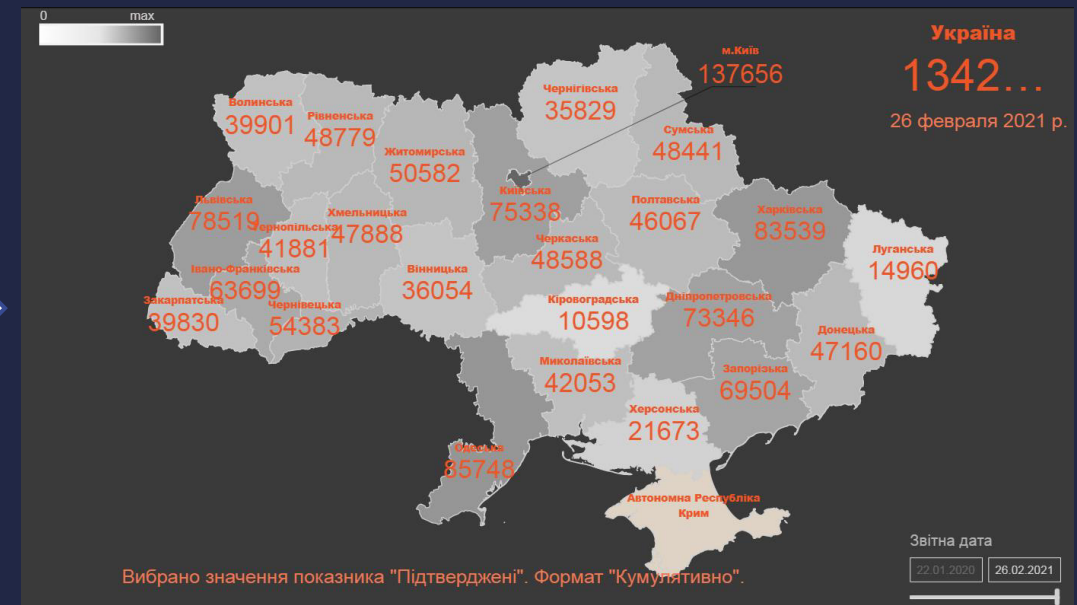 0 max
Україна
1342...
26 февраля 2021 р.
м.Київ
137656
Чернігівська
35829
Волинська
39901
Рівненська
48779
Сумська
48441
Житомирська
50582
Київська
75338
Львівська
78519
Полтавська
46067
Харківська
83539
Хмельницька
47888
Тернопільська
41881
Черкаська
48588
Луганська
14960
Івано-Франківська
63699
Вінницька
36054
Закарпатська
39830
Чернівецька
54383
Кіровоградська
10598
Дніпропетровська
73346
Донецька
47160
Миколаївська
42053
Запорізька
69504
Херсонська
21673
Одеська
85748
Автономна Республіка
Крим
Звітна дата
22.01.2020 26.02.2021
Вибрано значення показника "Підтверджені". Формат "Кумулятивно".